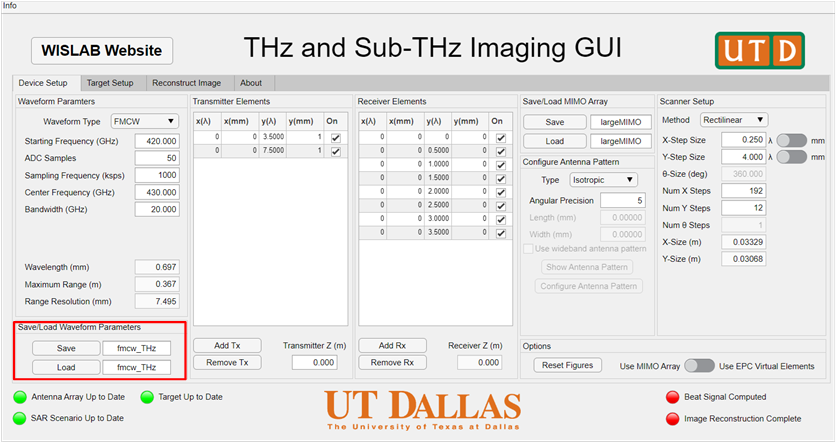 Info
WISLAB Website
THz and Sub-THz Imaging GUI
UTD
Device Setup Target Setup Reconstruct Image About
Waveform Paramters
Waveform Type FMCW
Starting Frequency (GHz) 420.000
ADC Samples 50
Sampling Frequency (ksps) 1000
Center Frequency (GHz) 430.000
Bandwidth (GHz) 20.000
Wavelength (mm) 0.697
Maximum Range (m) 0.367
Range Resolution (mm) 7.495
Save/Load Waveform Parameters
Save fmcw_THz
Load fmcw_THz
Transmitter Elements
x(λ) x(mm) y(λ) y(mm) On
0 0 3.5000 1
0 0 7.5000 1
Add Tx Transmitter Z (m)
Remove Tx 0.000
Receiver Elements
x(λ) x(mm) y(λ) y(mm) On
0 0 0 0
0 0 0.5000 0
0 0 1.0000 0
0 0 1.5000 0
0 0 2.0000 0
0 0 2.5000 0
0 0 3.0000 0
0 0 3.5000 0
Add Rx Receiver Z (m)
Remove Rx 0.000
Save/Load MIMO Array
Save largeMIMO
Load largeMIMO
Configure Antenna Pattern
Type Isotropic
Angular Precision 5
Length (mm) 0.00000
Width (mm) 0.00000
Use wideband antenna pattern
Show Antenna Pattern
Configure Antenna Pattern
Scanner Setup
Method Rectilinear
X-Step Size 0.250 λ mm
Y-Step Size 4.000 λ mm
θ-Size (deg) 360.000
Num X Steps 192
Num Y Steps 12
Num θ Steps 1
X-Size (m) 0.03329
Y-Size (m) 0.03068
Options
Reset Figures Use MIMO Array Use EPC Virtual Elements
Antenna Array Up to Date Target Up to Date
SAR Scenario Up to Date
UT DALLAS
The University of Texas at Dallas
Beat Signal Computed
Image Reconstruction Complete